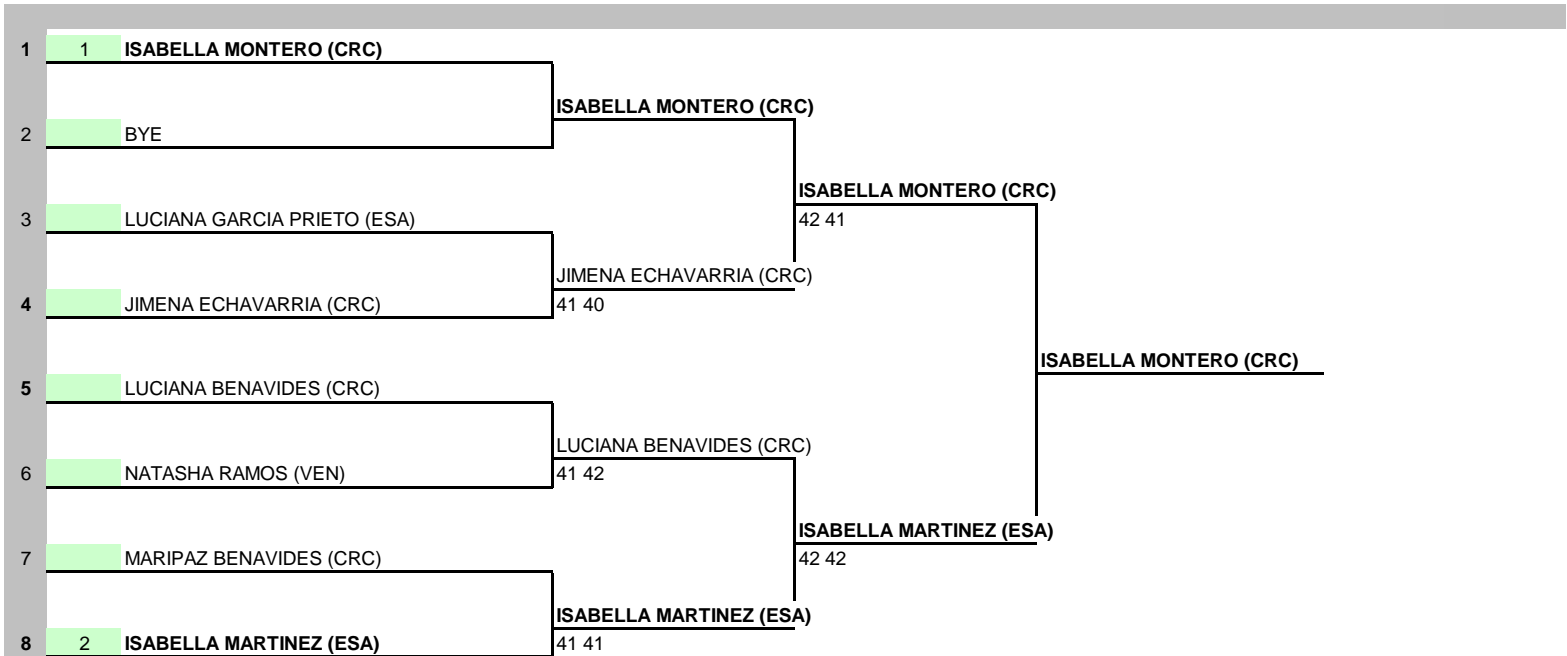 1 1 ISABELLA MONTERO (CRC)
ISABELLA MONTERO (CRC)
2 BYE
ISABELLA MONTERO (CRC)
3 LUCIANA GARCIA PRIETO (ESA) 42 41
JIMENA ECHAVARRIA (CRC)
4 JIMENA ECHAVARRIA (CRC) 41 40
ISABELLA MONTERO (CRC)
5 LUCIANA BENAVIDES (CRC)
LUCIANA BENAVIDES (CRC)
6 NATASHA RAMOS (VEN) 41 42
ISABELLA MARTINEZ (ESA)
7 MARIPAZ BENAVIDES (CRC) 42 42
ISABELLA MARTINEZ (ESA)
8 2 ISABELLA MARTINEZ (ESA) 41 41